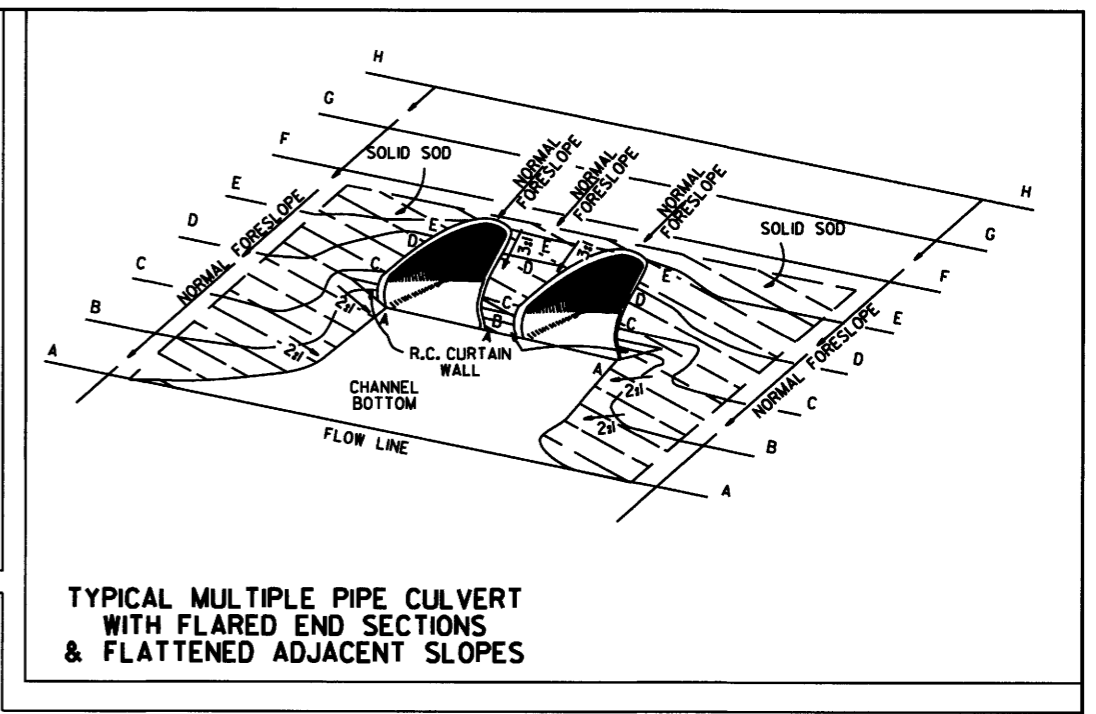 H
G
F
E
D
C
B
A
SOLID SOD
NORMAL FORESLOPE
NORMAL
FORESLOPE
NORMAL
FORESLOPE
NORMAL
FORESLOPE
SOLID SOD
H
G
F
E
D
C
B
A
NORMAL FORESLOPE
E
D
C
A
2:1
2:1
3:1
E
D
3:1
C
B
A
E
D
C
A
2:1
2:1
R.C. CURTAIN
WALL
CHANNEL
BOTTOM
FLOW LINE
TYPICAL MULTIPLE PIPE CULVERT
WITH FLARED END SECTIONS
& FLATTENED ADJACENT SLOPES